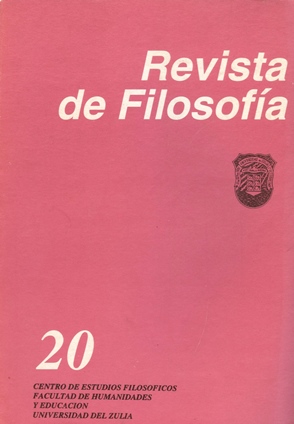 Revista
de Filosofía
20
CENTRO DE ESTUDIOS FILOSOFICOS
FACULTAD DE HUMANIDADES
Y EDUCACION
UNIVERSIDAD DEL ZULIA